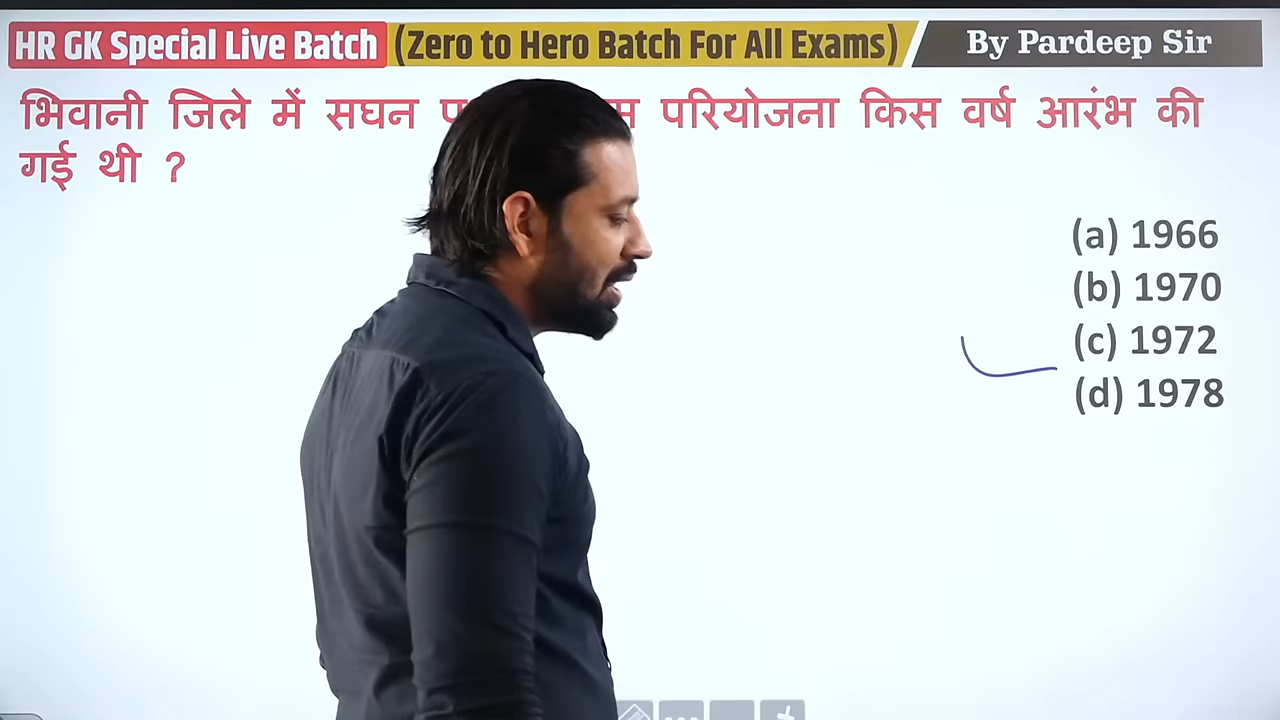 HR GK Special Live Batch (Zero to Hero Batch For All Exams) By Pardeep Sir
भिवानी जिले में सघन परियोजना किस वर्ष आरंभ की
गई थी ?
(a) 1966
(b) 1970
(c) 1972
(d) 1978